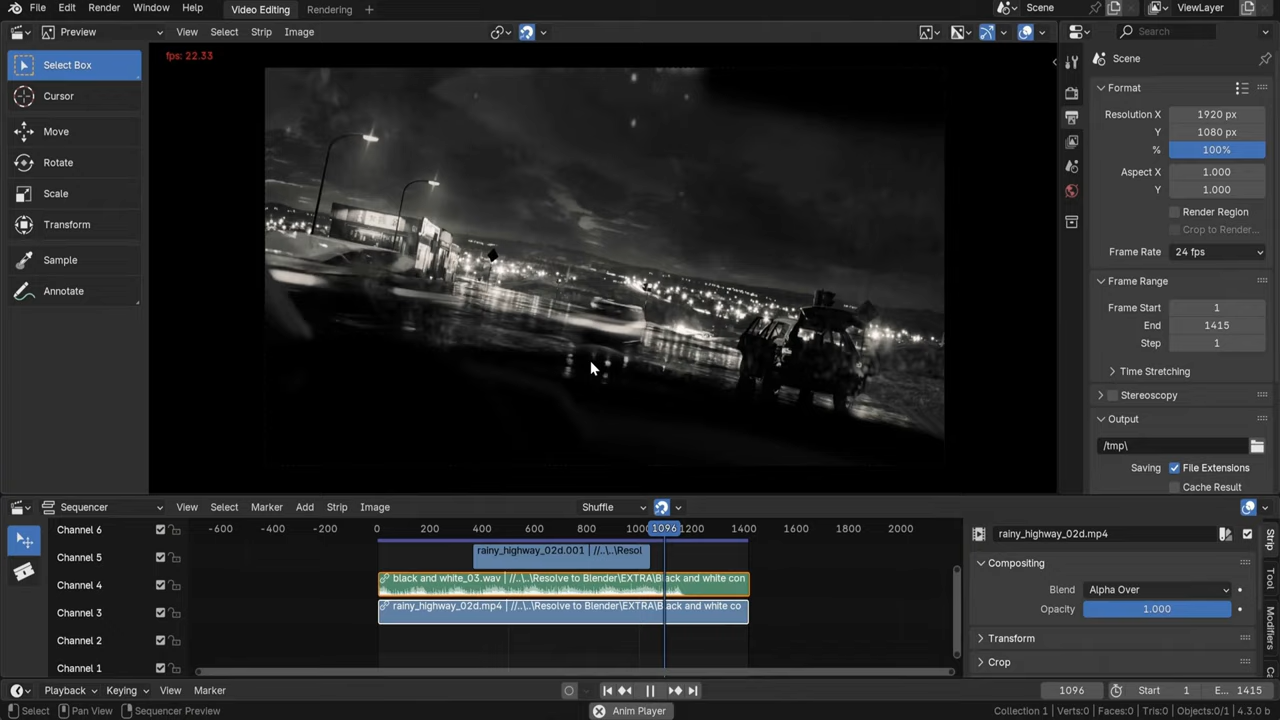 File Edit Render Window Help Video Editing Rendering + Scene ViewLayer
Preview View Select Strip Image Search
fps: 22.33
Select Box
Cursor
Move
Rotate
Scale
Transform
Sample
Annotate
Scene
Format
Resolution X 1920 px
Y 1080 px
% 100%
Aspect X 1.000
Y 1.000
Render Region
Crop to Render...
Frame Rate 24 fps
Frame Range
Frame Start 1
End 1415
Step 1
Time Stretching
Stereoscopy
Output
/tmp\
Saving File Extensions
Cache Result
Sequencer View Select Marker Add Strip Image Shuffle
-600 -400 -200 0 200 400 600 800 1000 1096 1200 1400 1600 1800 2000
Channel 6
Channel 5
Channel 4
Channel 3
Channel 2
Channel 1
rainy_highway_02d.001 | //..\..\Resol
black and white_03.wav | //..\..\Resolve to Blender\EXTRA\Black and white con
rainy_highway_02d.mp4 | //..\..\Resolve to Blender\EXTRA\Black and white co
rainy_highway_02d.mp4
Compositing
Blend Alpha Over
Opacity 1.000
Transform
Crop
Strip
Tool
Modifiers
Playback Keying View Marker 1096 Start 1 E... 1415
Select Pan View Sequencer Preview Anim Player Collection 1 | Verts:0 | Faces:0 | Tris:0 | Objects:0/1 | 4.3.0 b